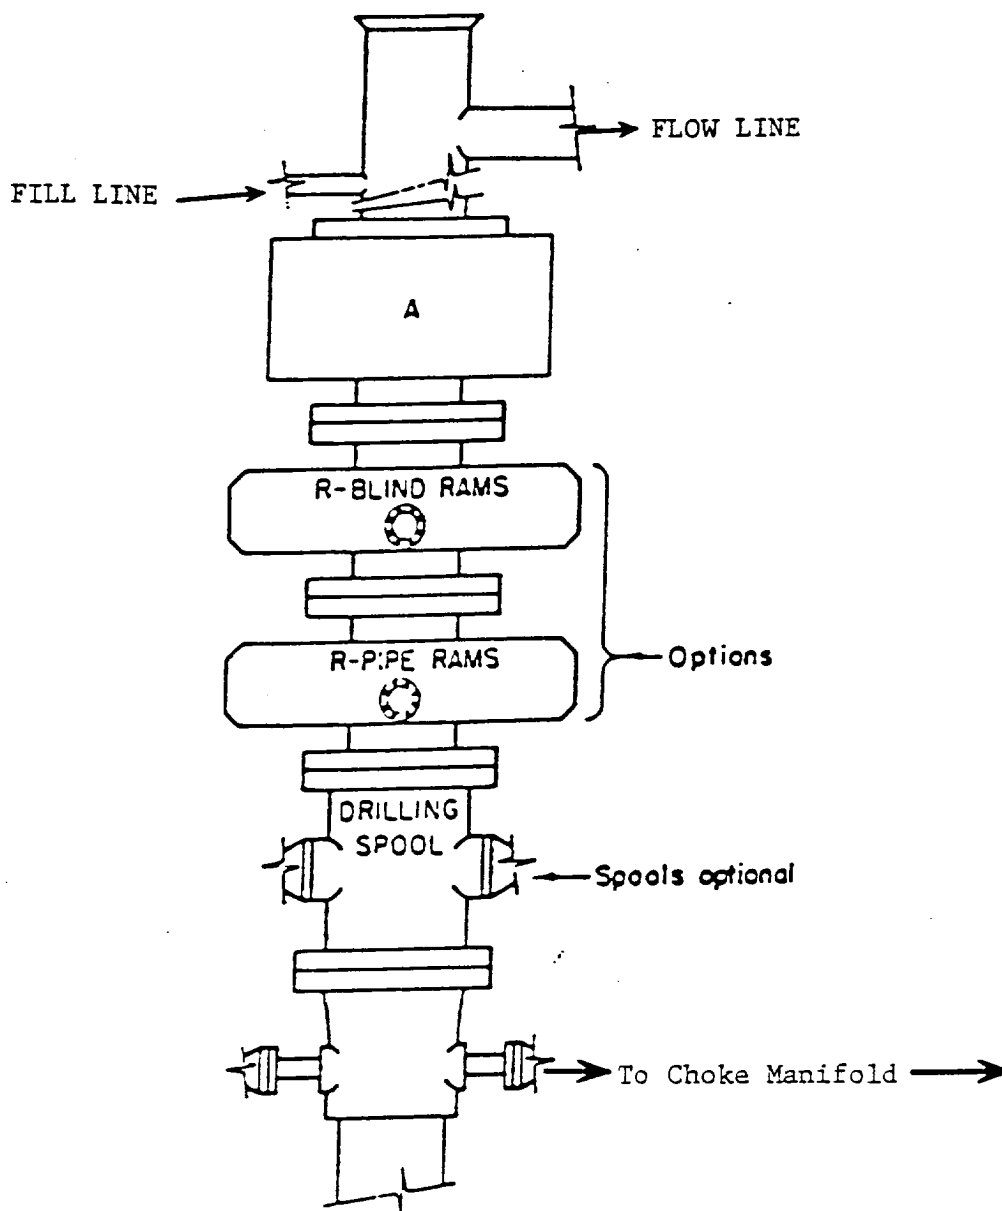 FLOW LINE
FILL LINE
A
R-BLIND RAMS
R-PIPE RAMS
Options
DRILLING
SPOOL
Spools optional
To Choke Manifold